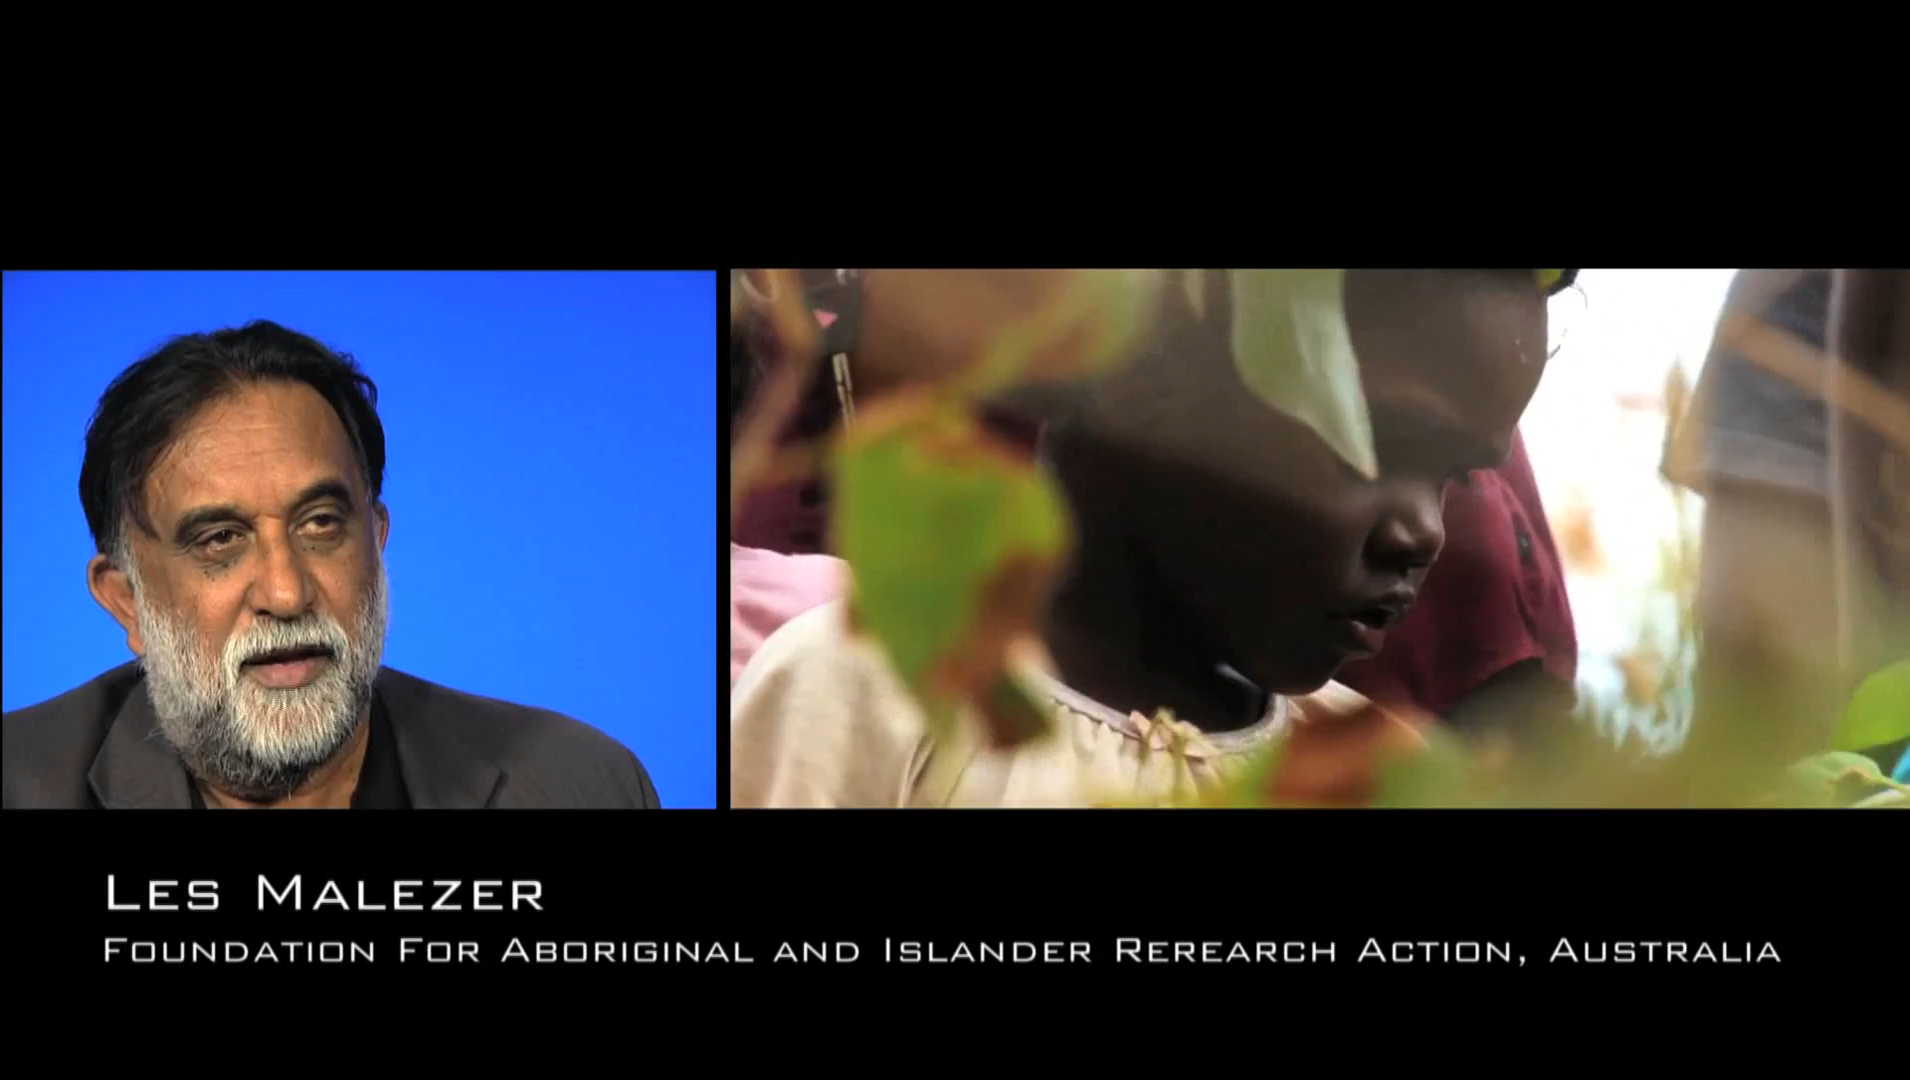 Les Malezer
Foundation For Aboriginal and Islander Rerearch Action, Australia